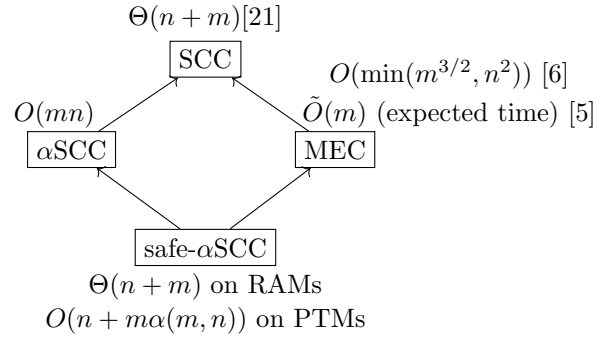 Θ(n + m)[21]
SCC
O(min(m^{3/2}, n^2)) [6]
O(mn)
Õ(m) (expected time) [5]
αSCC
MEC
safe-αSCC
Θ(n + m) on RAMs
O(n + mα(m, n)) on PTMs